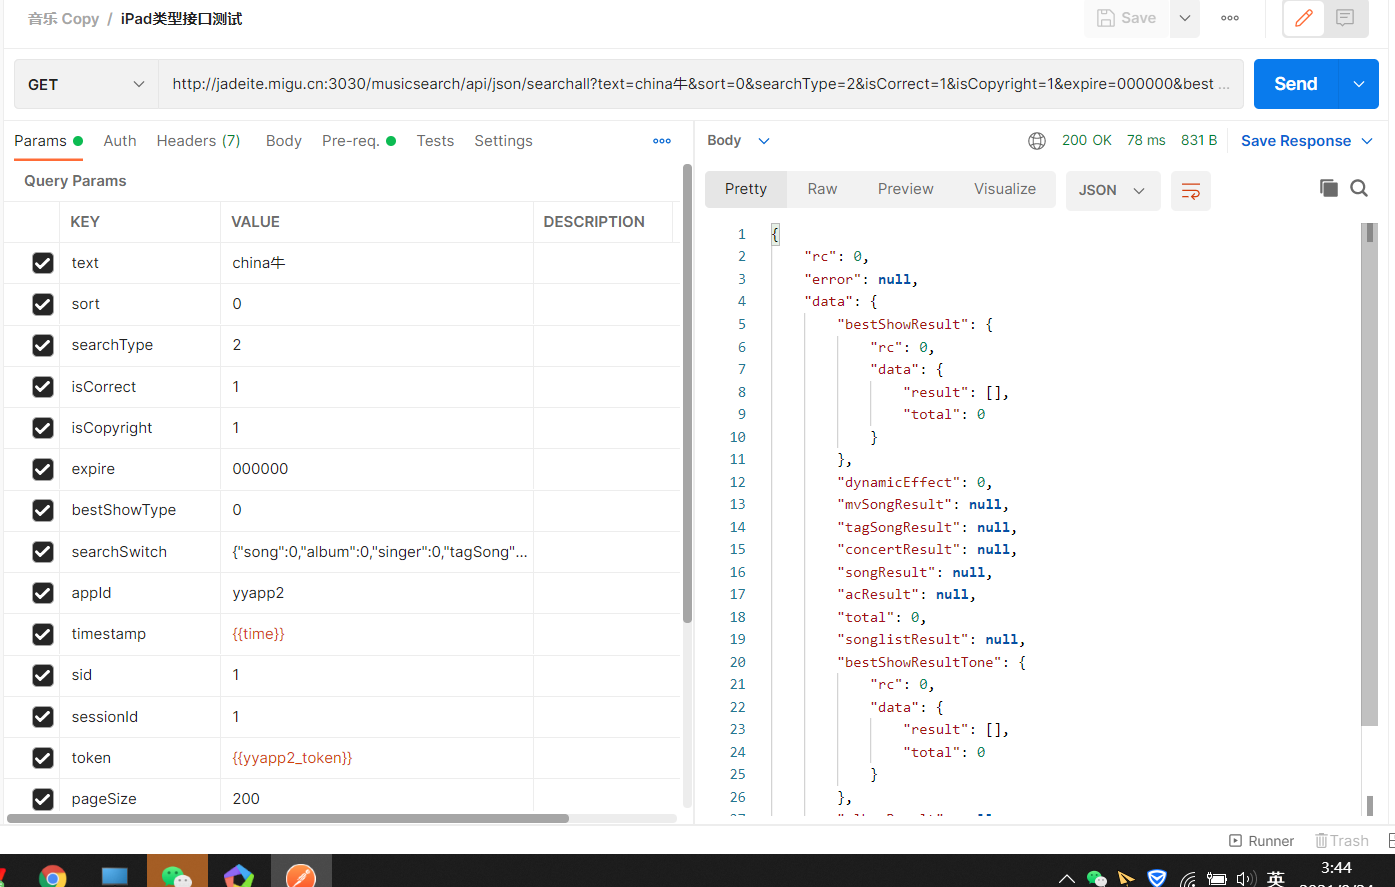 音乐 Copy / iPad类型接口测试
Save
GET
http://jadeite.migu.cn:3030/musicsearch/api/json/searchall?text=china牛&sort=0&searchType=2&isCorrect=1&isCopyright=1&expire=000000&best ...
Send
Params Auth Headers (7) Body Pre-req. Tests Settings
Query Params
KEY VALUE DESCRIPTION
text china牛
sort 0
searchType 2
isCorrect 1
isCopyright 1
expire 000000
bestShowType 0
searchSwitch {"song":0,"album":0,"singer":0,"tagSong"...
appId yyapp2
timestamp {{time}}
sid 1
sessionId 1
token {{yyapp2_token}}
pageSize 200
Body 200 OK 78 ms 831 B Save Response
Pretty Raw Preview Visualize JSON
1 {
2 "rc": 0,
3 "error": null,
4 "data": {
5 "bestShowResult": {
6 "rc": 0,
7 "data": {
8 "result": [],
9 "total": 0
10 }
11 },
12 "dynamicEffect": 0,
13 "mvSongResult": null,
14 "tagSongResult": null,
15 "concertResult": null,
16 "songResult": null,
17 "acResult": null,
18 "total": 0,
19 "songlistResult": null,
20 "bestShowResultTone": {
21 "rc": 0,
22 "data": {
23 "result": [],
24 "total": 0
25 }
26 },
Runner Trash
英 3:44